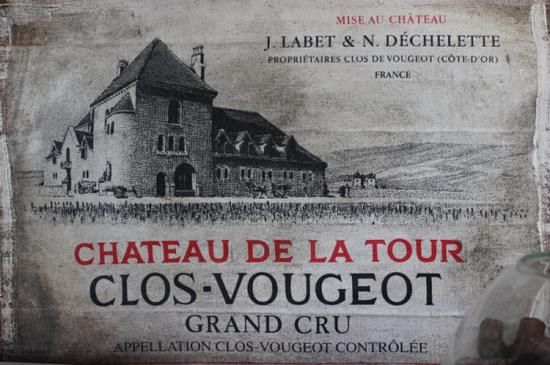 MISE AU CHÂTEAU
J. LABET & N. DÉCHELETTE
PROPRIÉTAIRES CLOS DE VOUGEOT (CÔTE-D'OR)
FRANCE
CHATEAU DE LA TOUR
CLOS-VOUGEOT
GRAND CRU
APPELLATION CLOS-VOUGEOT CONTRÔLÉE